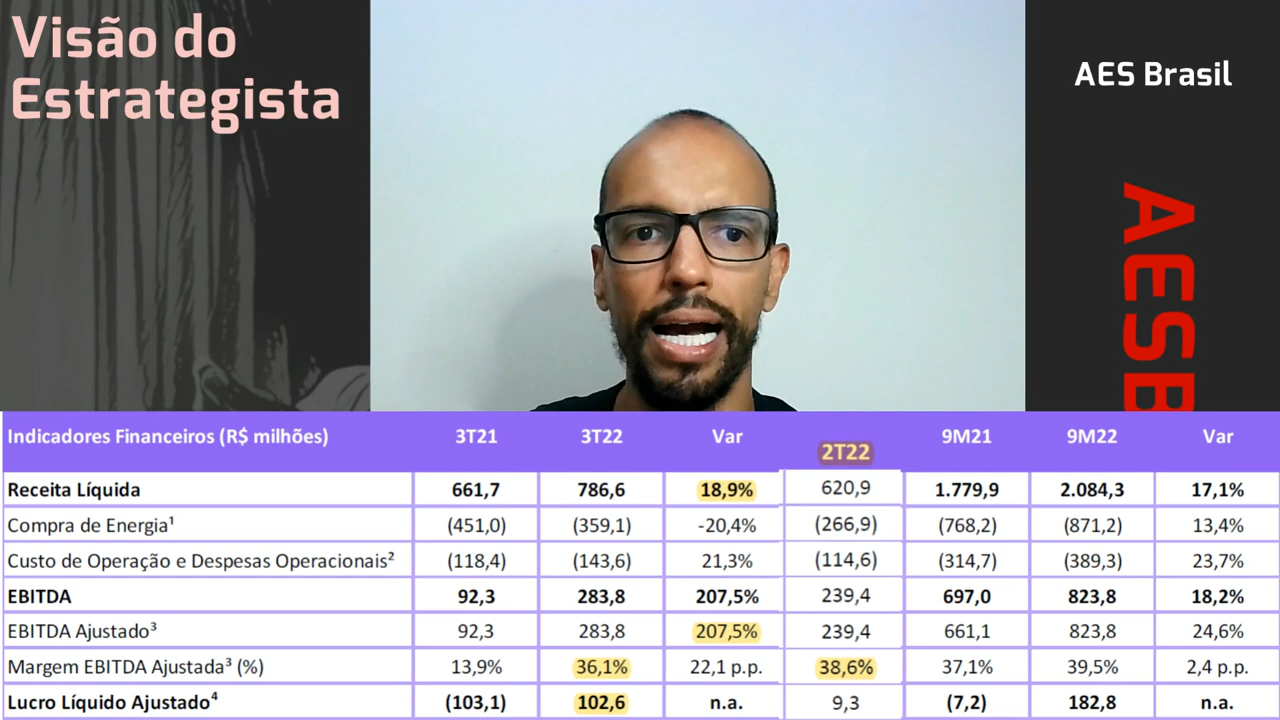 Visão do
Estrategista
AES Brasil
AESB
Indicadores Financeiros (R$ milhões) 3T21 3T22 Var 2T22 9M21 9M22 Var
Receita Líquida 661,7 786,6 18,9% 620,9 1.779,9 2.084,3 17,1%
Compra de Energia¹ (451,0) (359,1) -20,4% (266,9) (768,2) (871,2) 13,4%
Custo de Operação e Despesas Operacionais² (118,4) (143,6) 21,3% (114,6) (314,7) (389,3) 23,7%
EBITDA 92,3 283,8 207,5% 239,4 697,0 823,8 18,2%
EBITDA Ajustado³ 92,3 283,8 207,5% 239,4 661,1 823,8 24,6%
Margem EBITDA Ajustada³ (%) 13,9% 36,1% 22,1 p.p. 38,6% 37,1% 39,5% 2,4 p.p.
Lucro Líquido Ajustado⁴ (103,1) 102,6 n.a. 9,3 (7,2) 182,8 n.a.